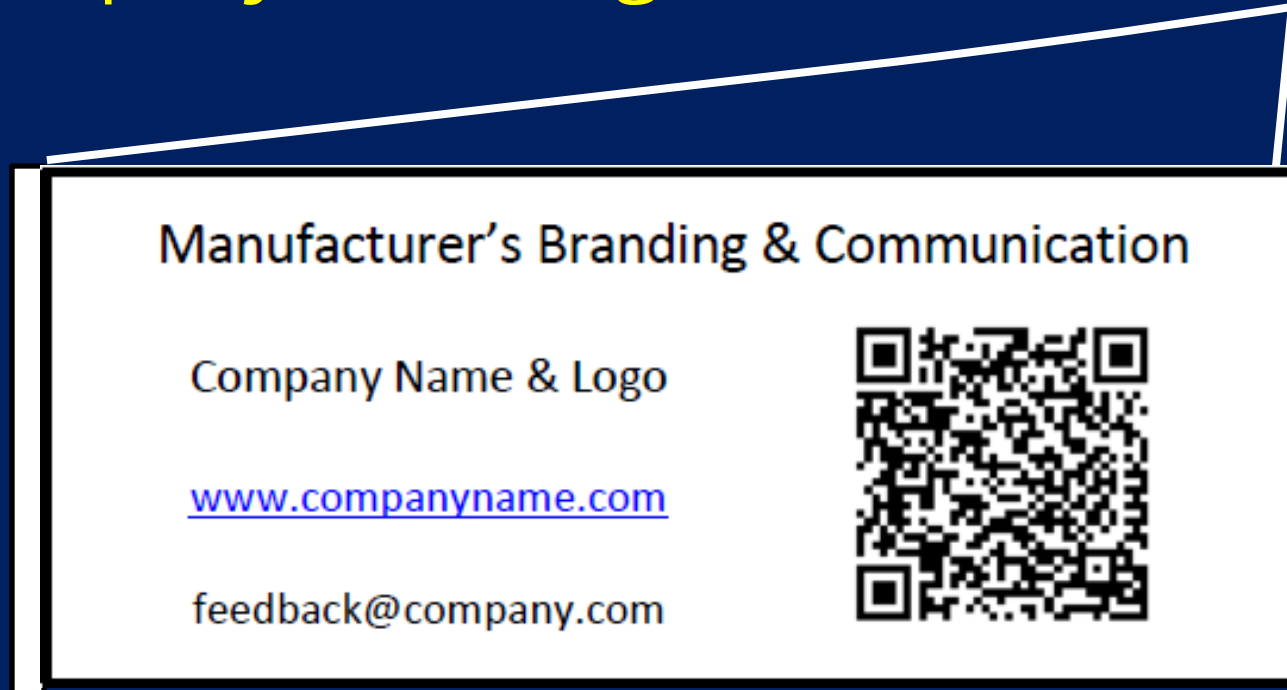 Manufacturer’s Branding & Communication
Company Name & Logo
www.companyname.com
feedback@company.com